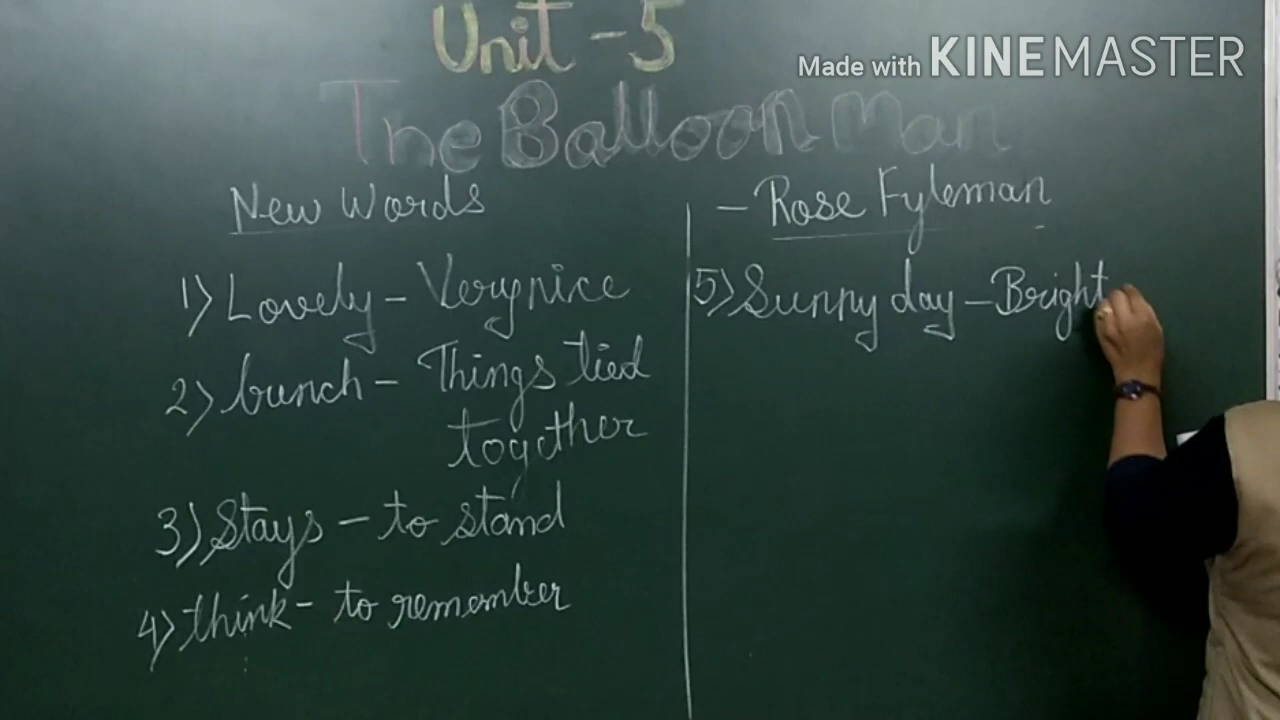 Unit - 5
Made with KINEMASTER
The Balloon Man
- Rose Fyleman
New Words
1) Lovely - Very nice
2) bunch - Things tied
together
3) Stays - to stand
4) think - to remember
5) Sunny day - Bright